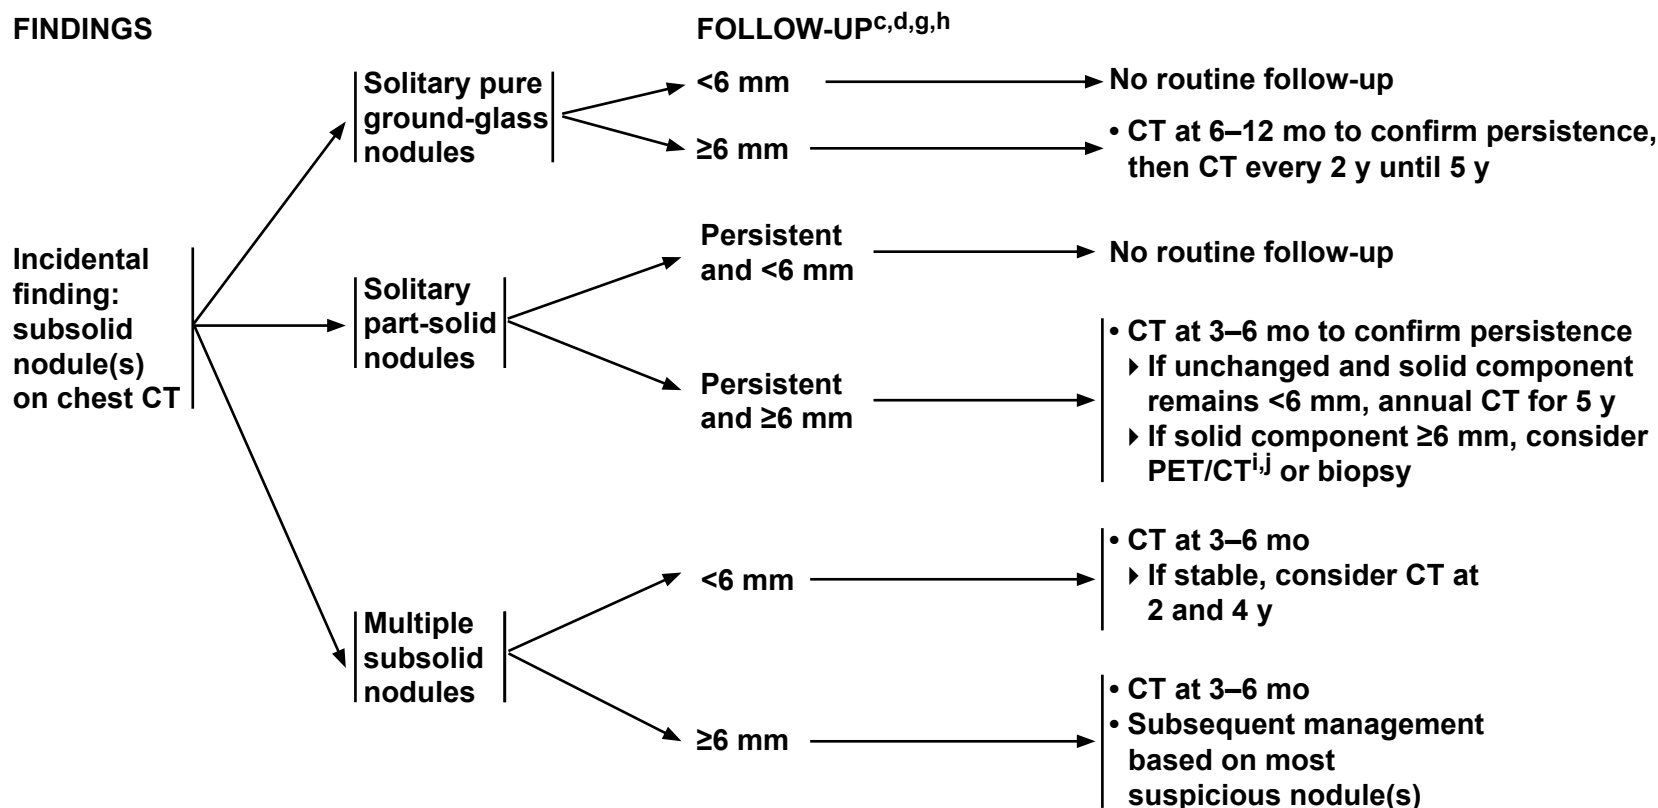 FINDINGS
FOLLOW-UPc,d,g,h
Incidental
finding:
subsolid
nodule(s)
on chest CT
Solitary pure
ground-glass
nodules
<6 mm
No routine follow-up
≥6 mm
• CT at 6–12 mo to confirm persistence,
then CT every 2 y until 5 y
Solitary
part-solid
nodules
Persistent
and <6 mm
No routine follow-up
Persistent
and ≥6 mm
• CT at 3–6 mo to confirm persistence
▸ If unchanged and solid component
remains <6 mm, annual CT for 5 y
▸ If solid component ≥6 mm, consider
PET/CTi,j or biopsy
Multiple
subsolid
nodules
<6 mm
• CT at 3–6 mo
▸ If stable, consider CT at
2 and 4 y
≥6 mm
• CT at 3–6 mo
• Subsequent management
based on most
suspicious nodule(s)